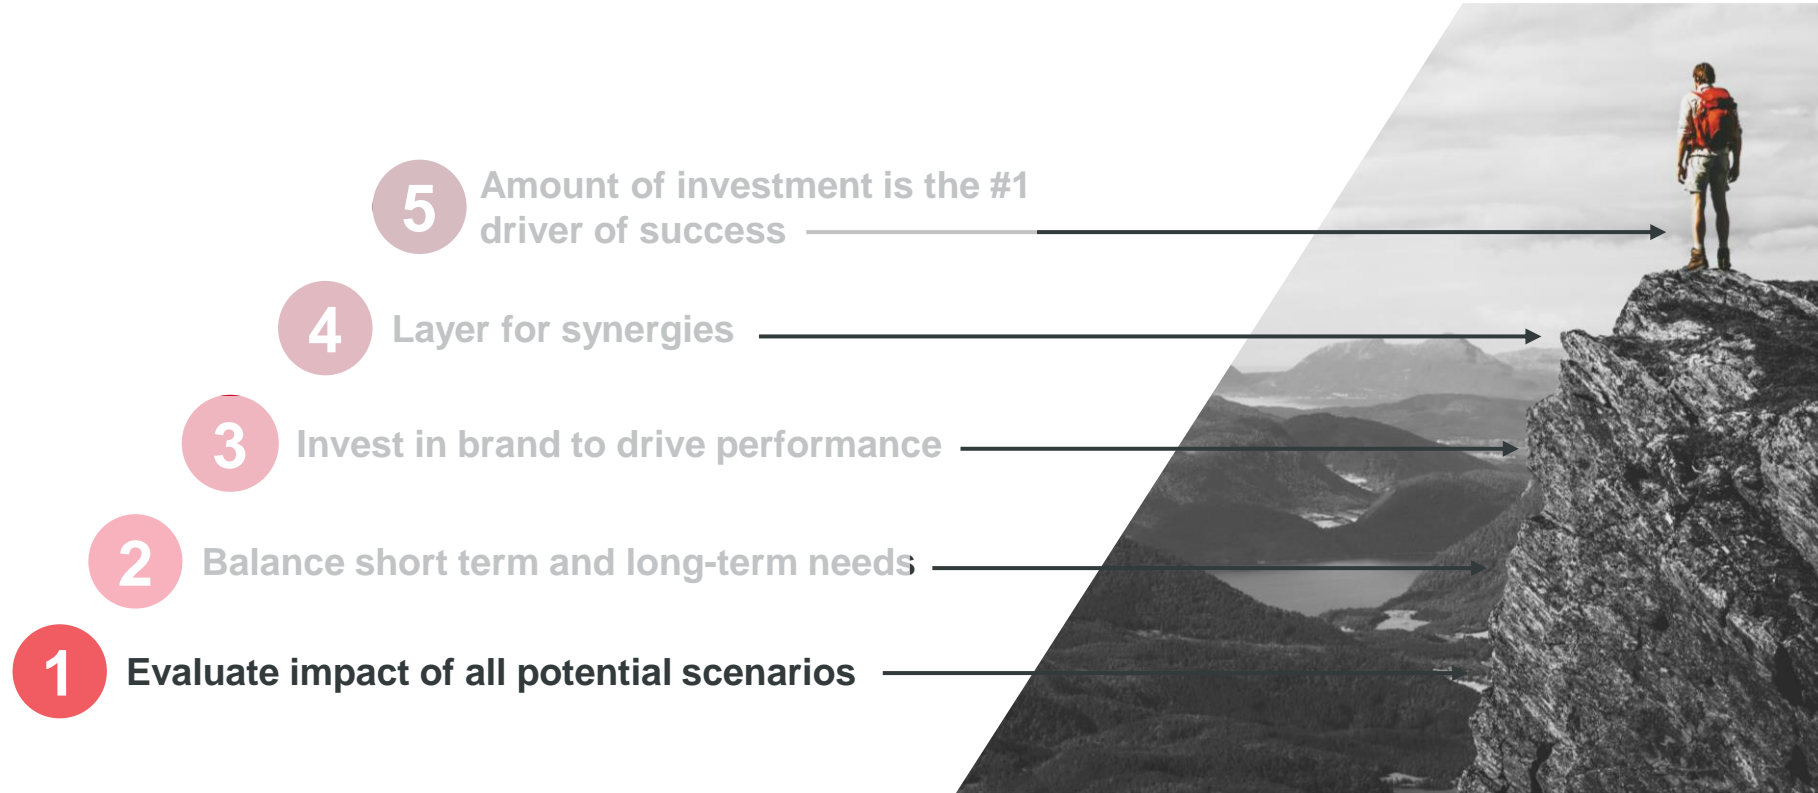 5 Amount of investment is the #1
driver of success
4 Layer for synergies
3 Invest in brand to drive performance
2 Balance short term and long-term needs
1 Evaluate impact of all potential scenarios